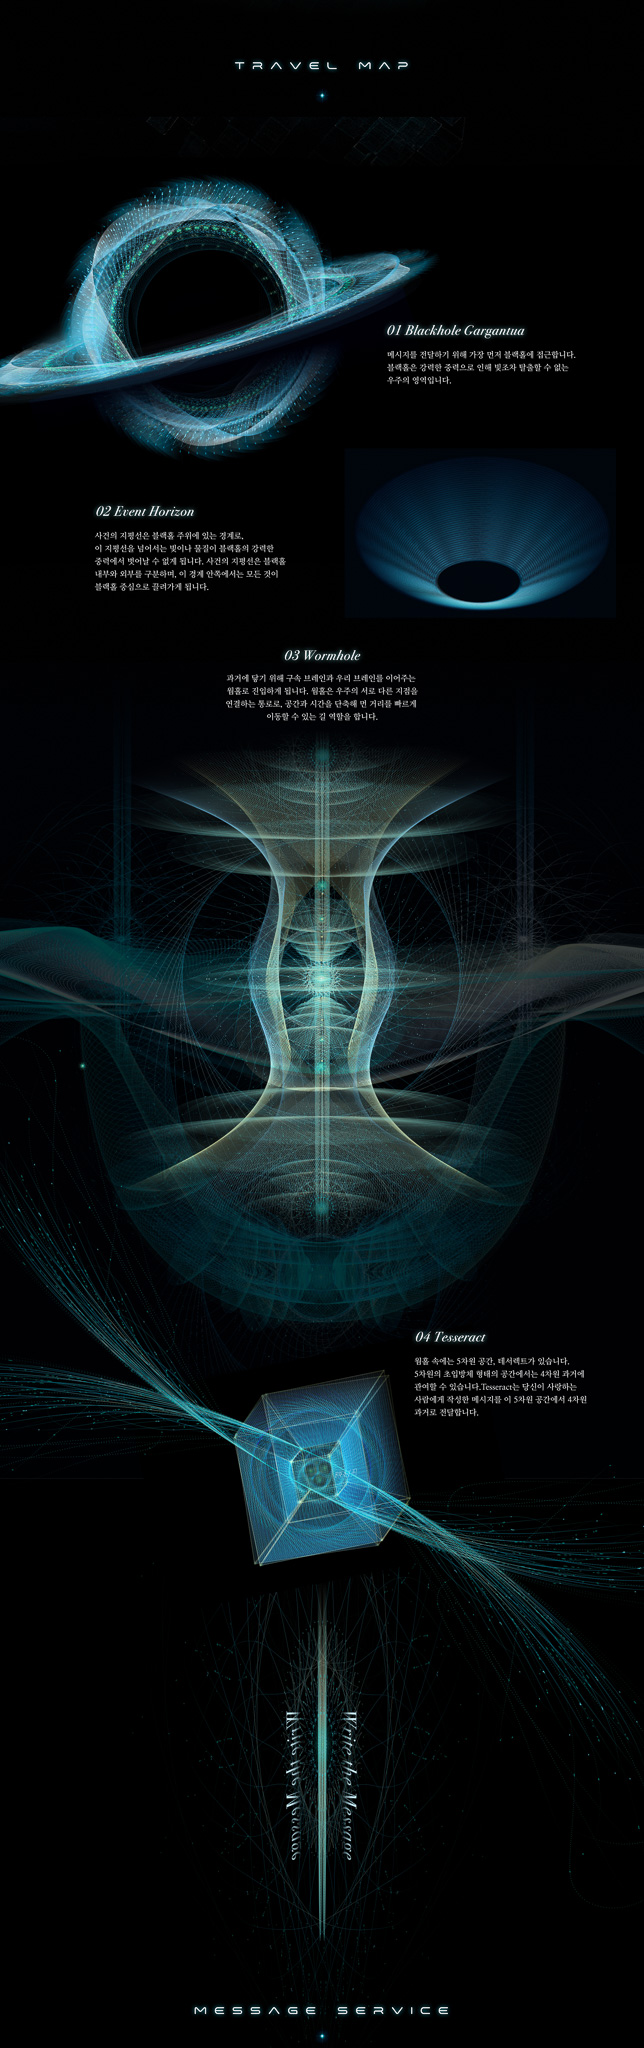 TRAVEL MAP
01 Blackhole Gargantua
메시지를 전달하기 위해 가장 먼저 블랙홀에 접근합니다.
블랙홀은 강력한 중력으로 인해 빛조차 탈출할 수 없는
우주의 영역입니다.
02 Event Horizon
사건의 지평선은 블랙홀 주위에 있는 경계로,
이 지평선을 넘어서는 빛이나 물질이 블랙홀의 강력한
중력에서 벗어날 수 없게 됩니다. 사건의 지평선은 블랙홀
내부와 외부를 구분하며, 이 경계 안쪽에서는 모든 것이
블랙홀 중심으로 끌려가게 됩니다.
03 Wormhole
과거에 닿기 위해 구속 브레인과 우리 브레인를 이어주는
웜홀로 진입하게 됩니다. 웜홀은 우주의 서로 다른 지점을
연결하는 통로로, 공간과 시간을 단축해 먼 거리를 빠르게
이동할 수 있는 길 역할을 합니다.
04 Tesseract
웜홀 속에는 5차원 공간, 테서렉트가 있습니다.
5차원의 초입방체 형태의 공간에서는 4차원 과거에
관여할 수 있습니다.Tesseract는 당신이 사랑하는
사람에게 작성한 메시지를 이 5차원 공간에서 4차원
과거로 전달합니다.
Write the Message
Write the Message
MESSAGE SERVICE